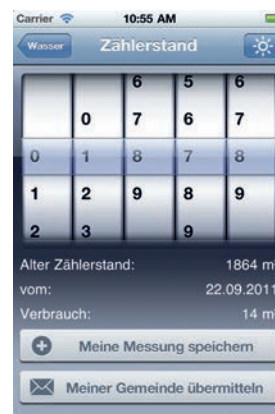 Carrier 10:55 AM
Wasser Zählerstand
6 5 6
0 7 6 7
0 1 8 7 8
1 2 9 8 9
2 3 9
Alter Zählerstand: 1864 m
vom: 22.09.2011
Verbrauch: 14 m
Meine Messung speichern
Meiner Gemeinde übermitteln